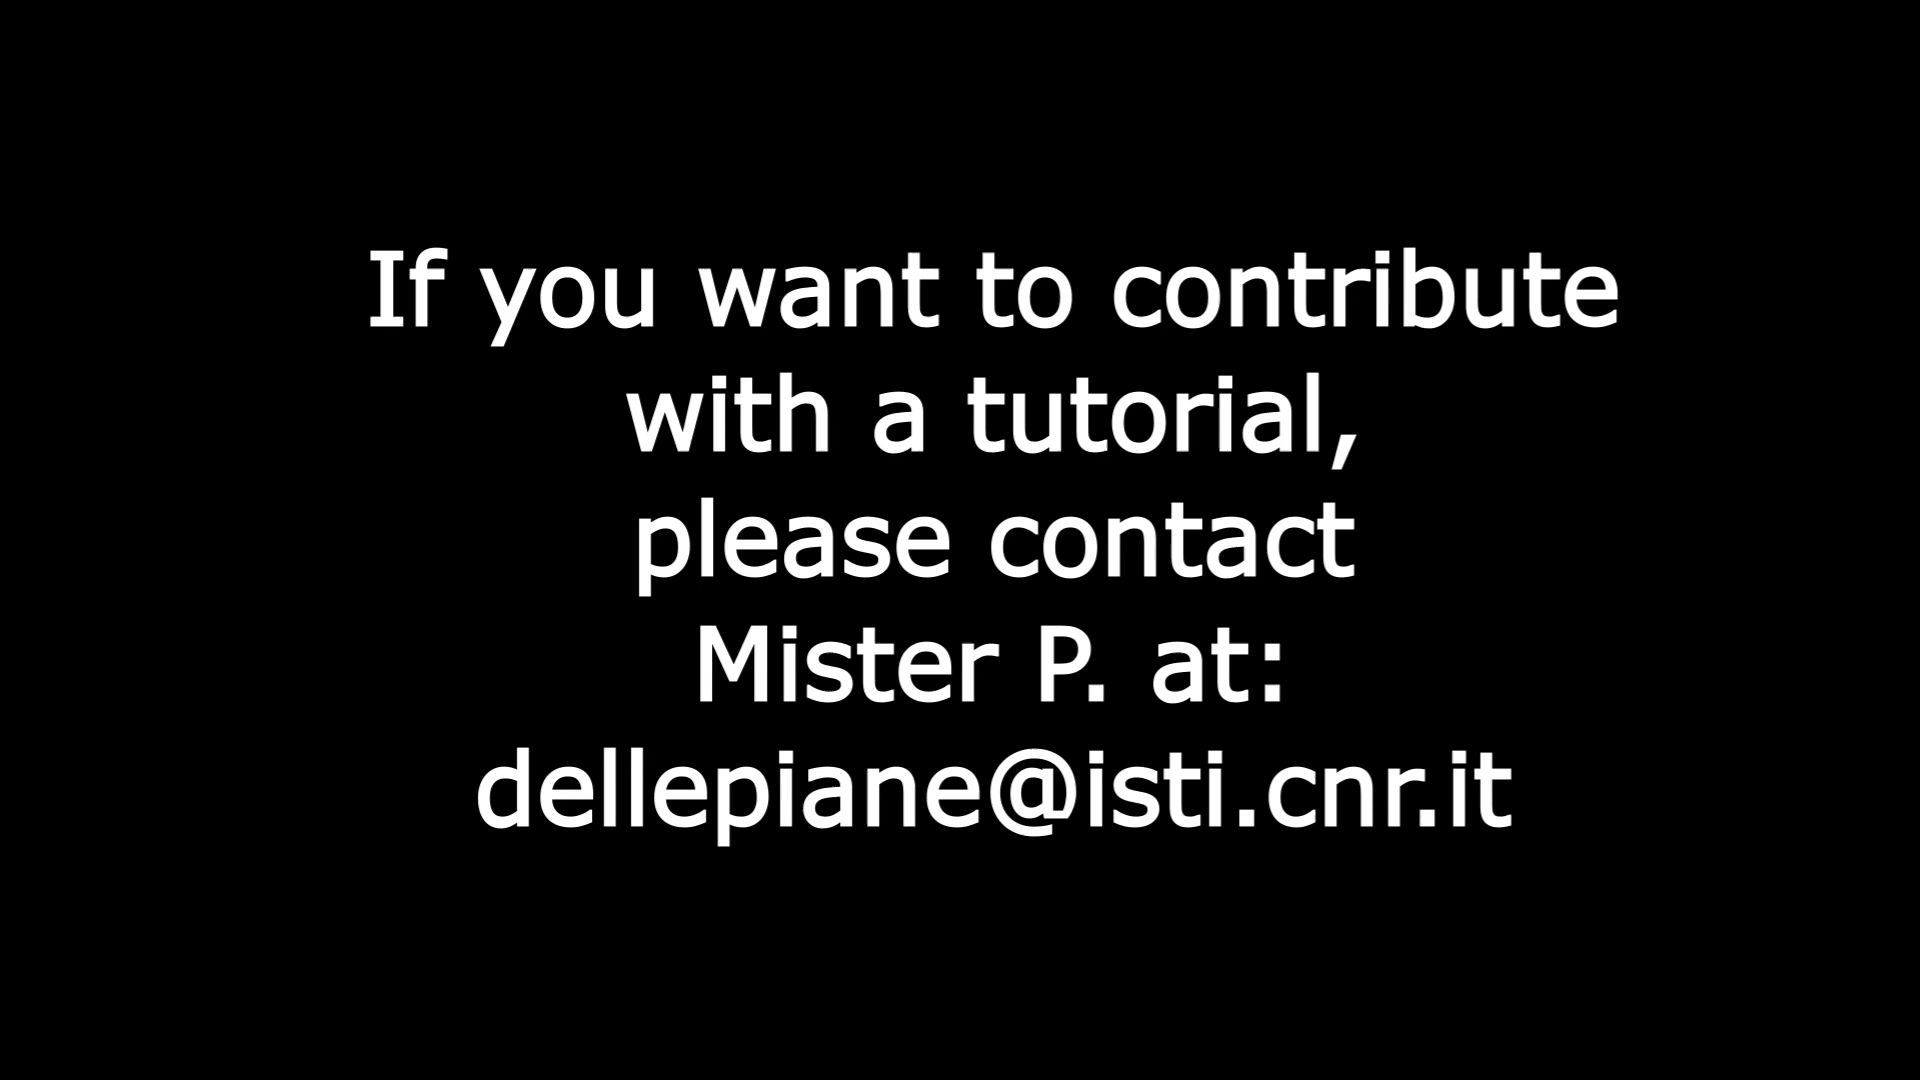 If you want to contribute
with a tutorial,
please contact
Mister P. at:
dellepiane@isti.cnr.it